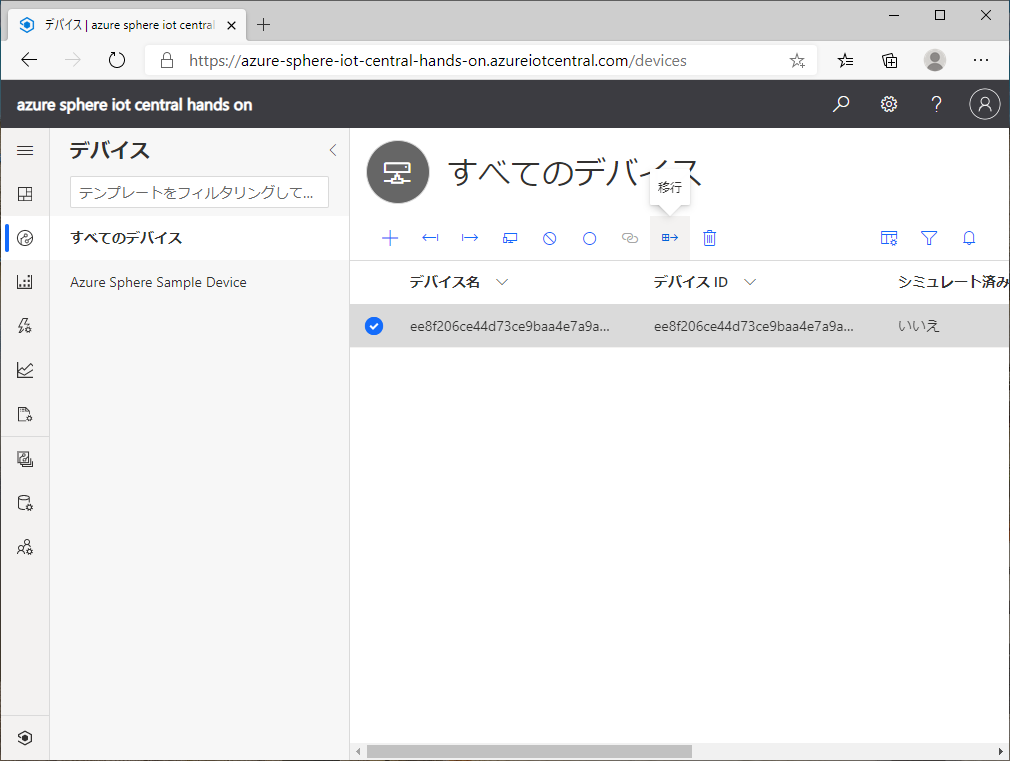 デバイス | azure sphere iot central
https://azure-sphere-iot-central-hands-on.azureiotcentral.com/devices
azure sphere iot central hands on
デバイス
テンプレートをフィルタリングして...
すべてのデバイス
Azure Sphere Sample Device
すべてのデバイス
移行
デバイス名
デバイス ID
シミュレート済み
ee8f206ce44d73ce9baa4e7a9a...
ee8f206ce44d73ce9baa4e7a9a...
いいえ